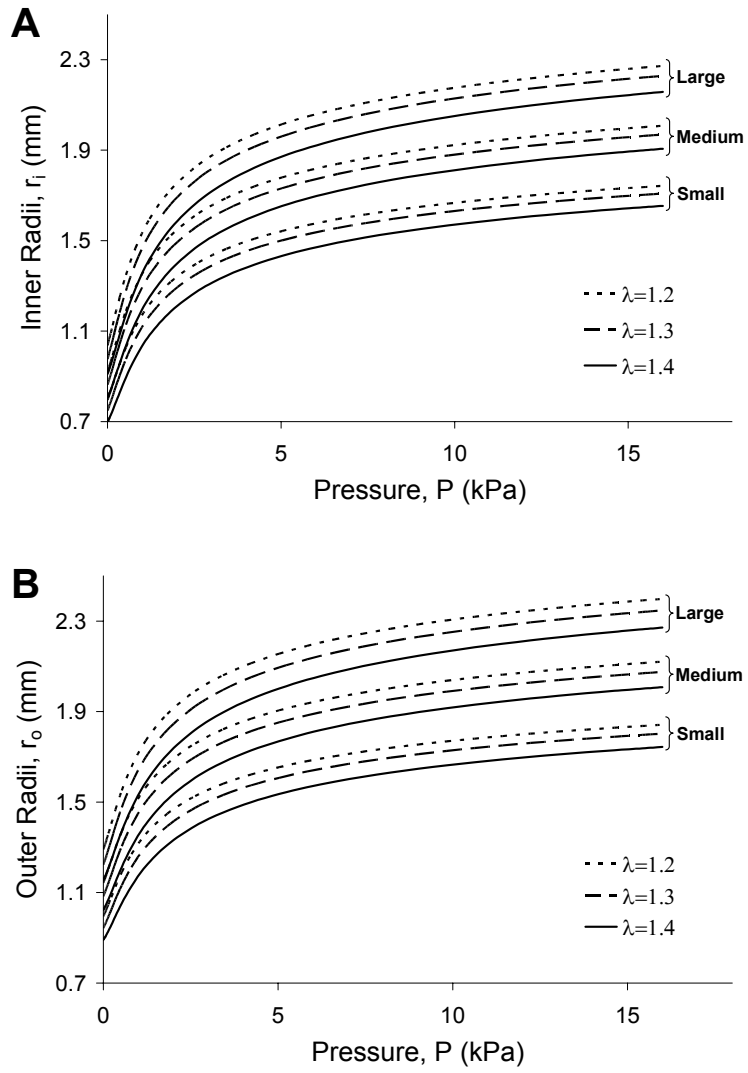 A
Inner Radii, ri (mm)
2.3
1.9
1.5
1.1
0.7
Large
Medium
Small
λ=1.2
λ=1.3
λ=1.4
0 5 10 15
Pressure, P (kPa)
B
Outer Radii, ro (mm)
2.3
1.9
1.5
1.1
0.7
Large
Medium
Small
λ=1.2
λ=1.3
λ=1.4
0 5 10 15
Pressure, P (kPa)